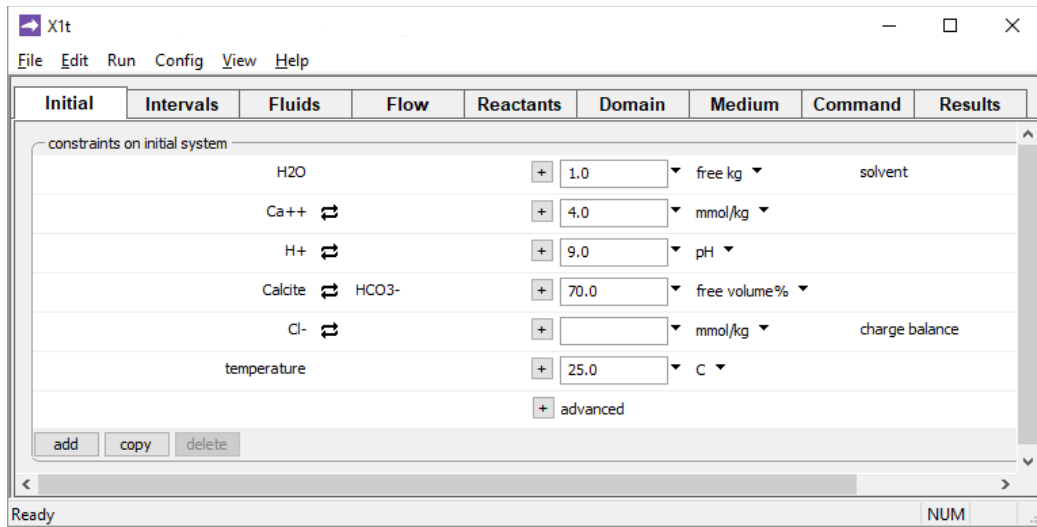 X1t
File Edit Run Config View Help
Initial Intervals Fluids Flow Reactants Domain Medium Command Results
constraints on initial system
H2O + 1.0 free kg solvent
Ca++ + 4.0 mmol/kg
H+ + 9.0 pH
Calcite HCO3- + 70.0 free volume%
Cl- + mmol/kg charge balance
temperature + 25.0 C
+ advanced
add copy delete
Ready NUM